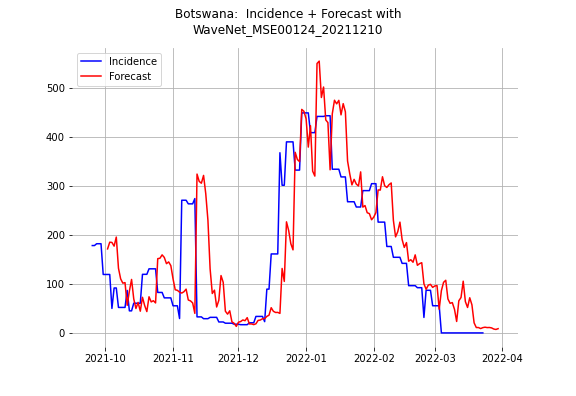 Botswana:  Incidence + Forecast with
WaveNet_MSE00124_20211210
Incidence
Forecast
500
400
300
200
100
0
2021-10 2021-11 2021-12 2022-01 2022-02 2022-03 2022-04